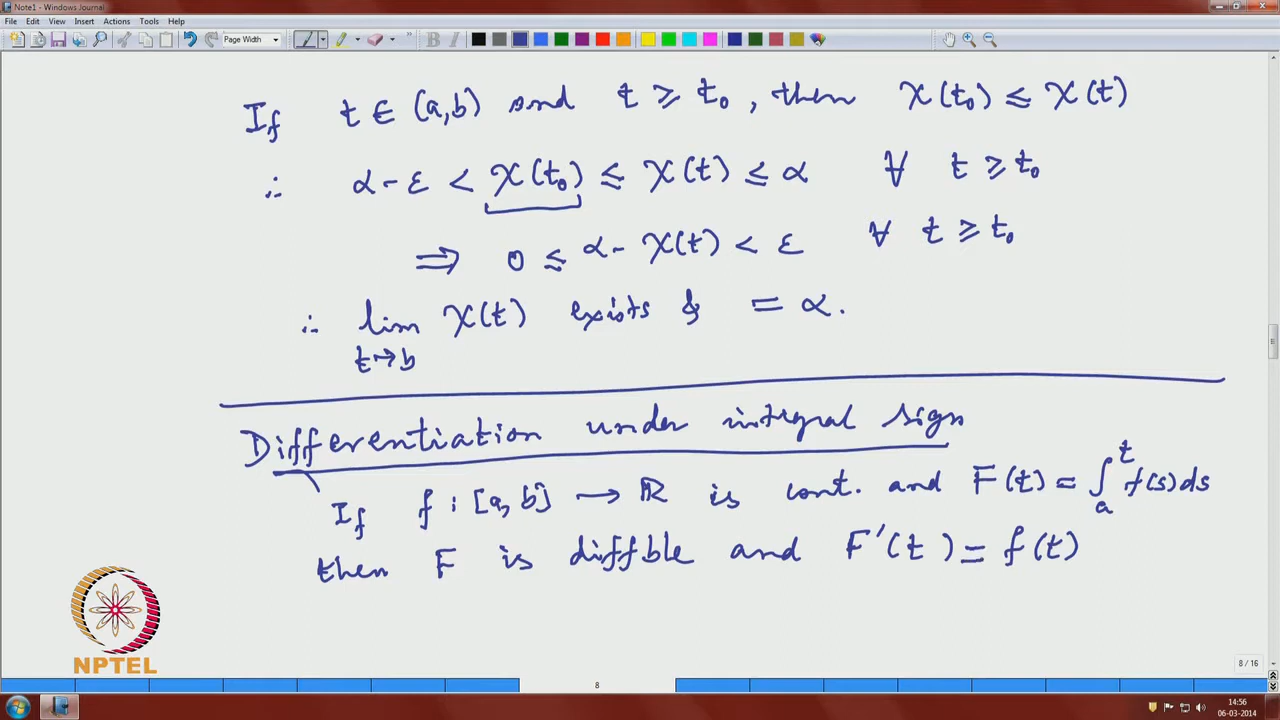 Note1 - Windows Journal
File Edit View Insert Actions Tools Help
Page Width
If t ∈ (a,b) and t ≥ t₀, then x(t₀) ≤ x(t)
∴ α-ε < x(t₀) ≤ x(t) ≤ α ∀ t ≥ t₀
⟹ 0 ≤ α- x(t) < ε ∀ t ≥ t₀
∴ lim x(t) exists & = α.
t→b
Differentiation under integral sign
If f : [a,b] → ℝ is cont. and F(t) = ∫ₐᵗ f(s)ds
then F is diffble and F'(t) = f(t)
NPTEL
8 / 16
8
14:56
06-03-2014